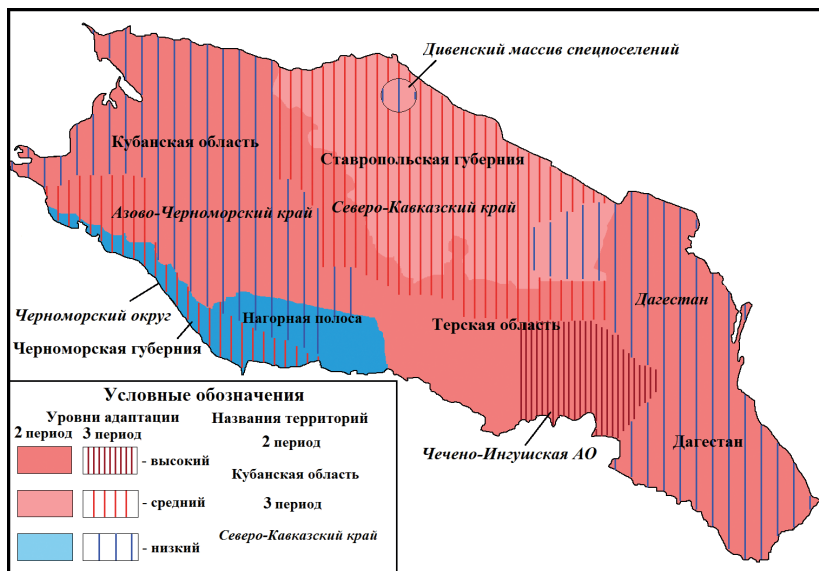 Дивенский массив спецпоселений
Кубанская область
Ставропольская губерния
Азово-Черноморский край
Северо-Кавказский край
Дагестан
Черноморский округ
Нагорная полоса
Терская область
Черноморская губерния
Дагестан
Чечено-Ингушская АО
Условные обозначения
Уровни адаптации
Названия территорий
2 период
3 период
2 период
- высокий
Кубанская область
- средний
3 период
- низкий
Северо-Кавказский край